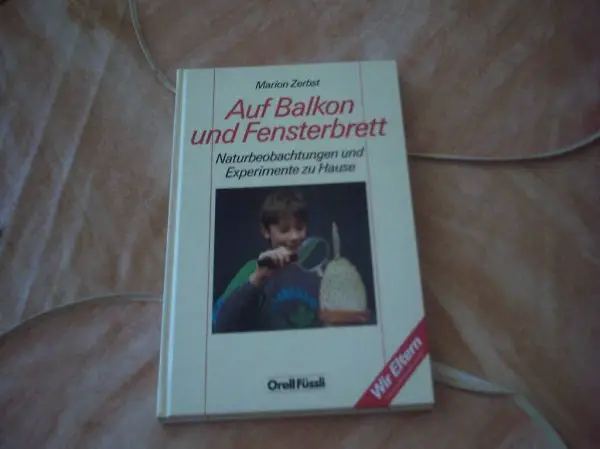 Marion Zerbst
Auf Balkon
und Fensterbrett
Naturbeobachtungen und
Experimente zu Hause
Wir Eltern
Orell Füssli